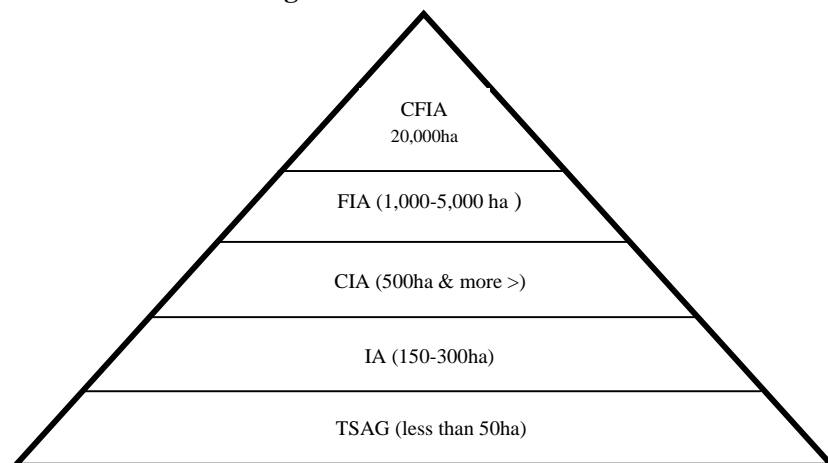 CFIA
20,000ha
FIA (1,000-5,000 ha )
CIA (500ha & more >)
IA (150-300ha)
TSAG (less than 50ha)